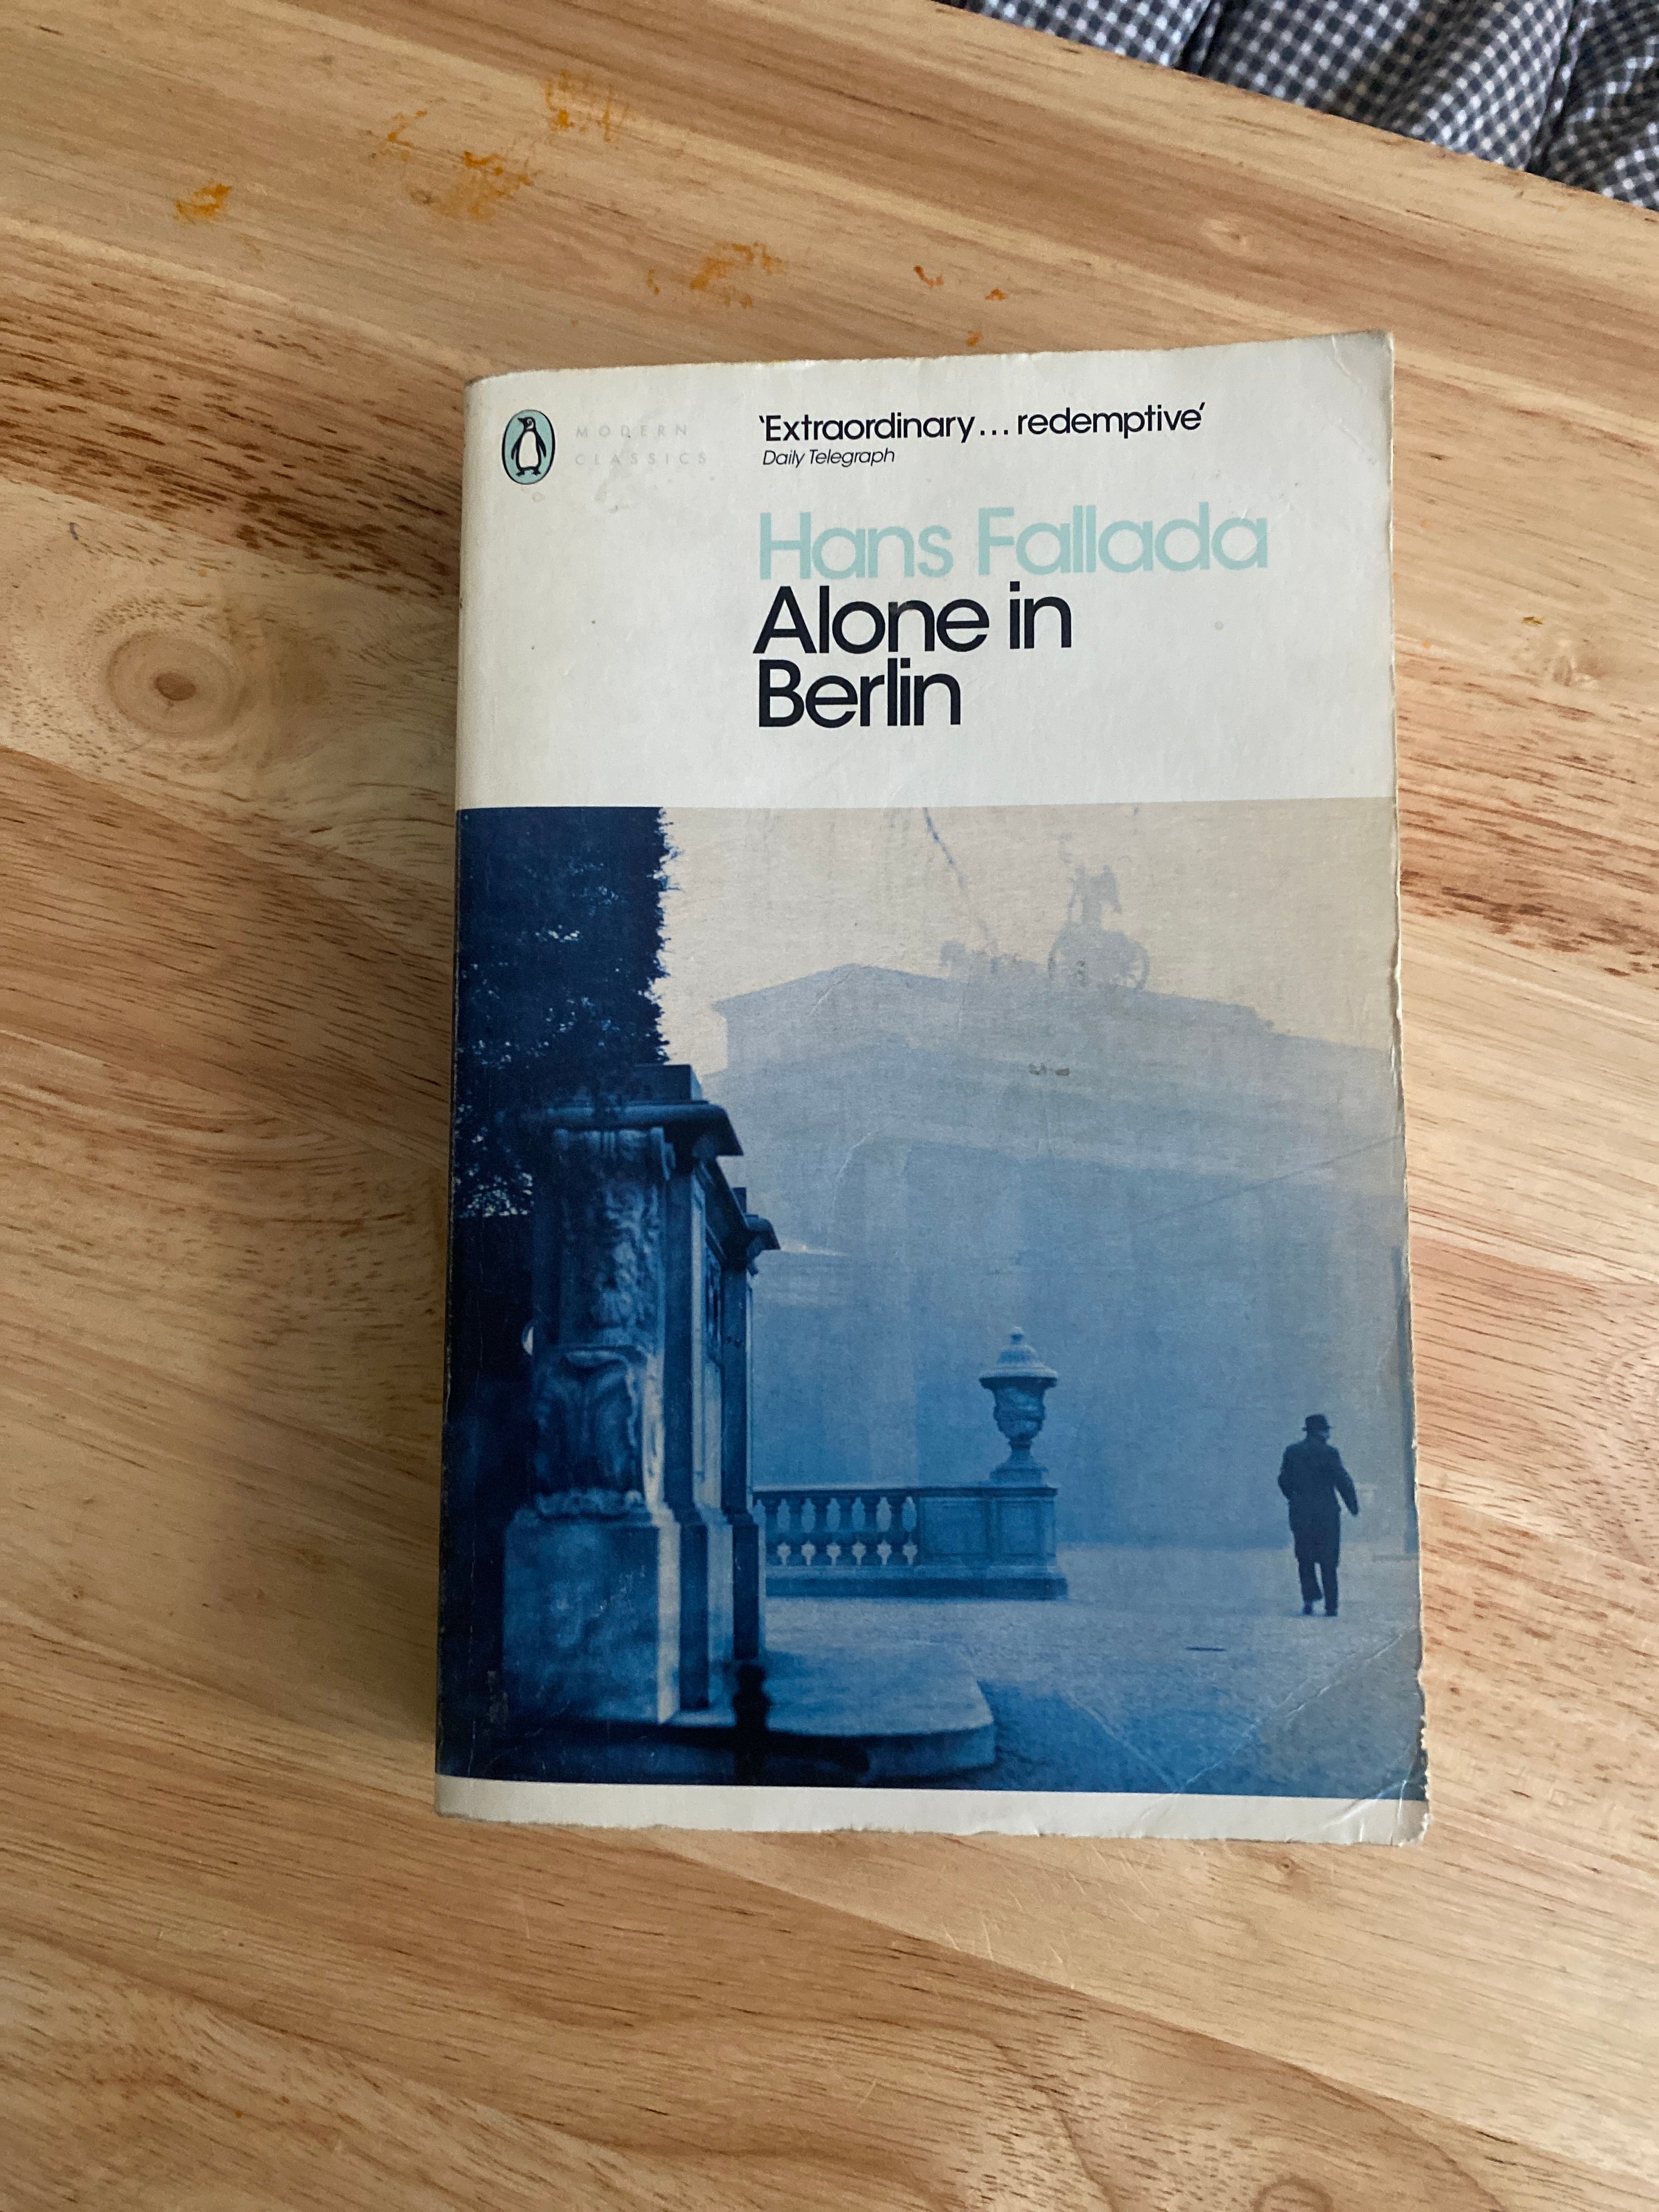 MODERN
CLASSICS
‘Extraordinary... redemptive’
Daily Telegraph
Hans Fallada
Alone in
Berlin